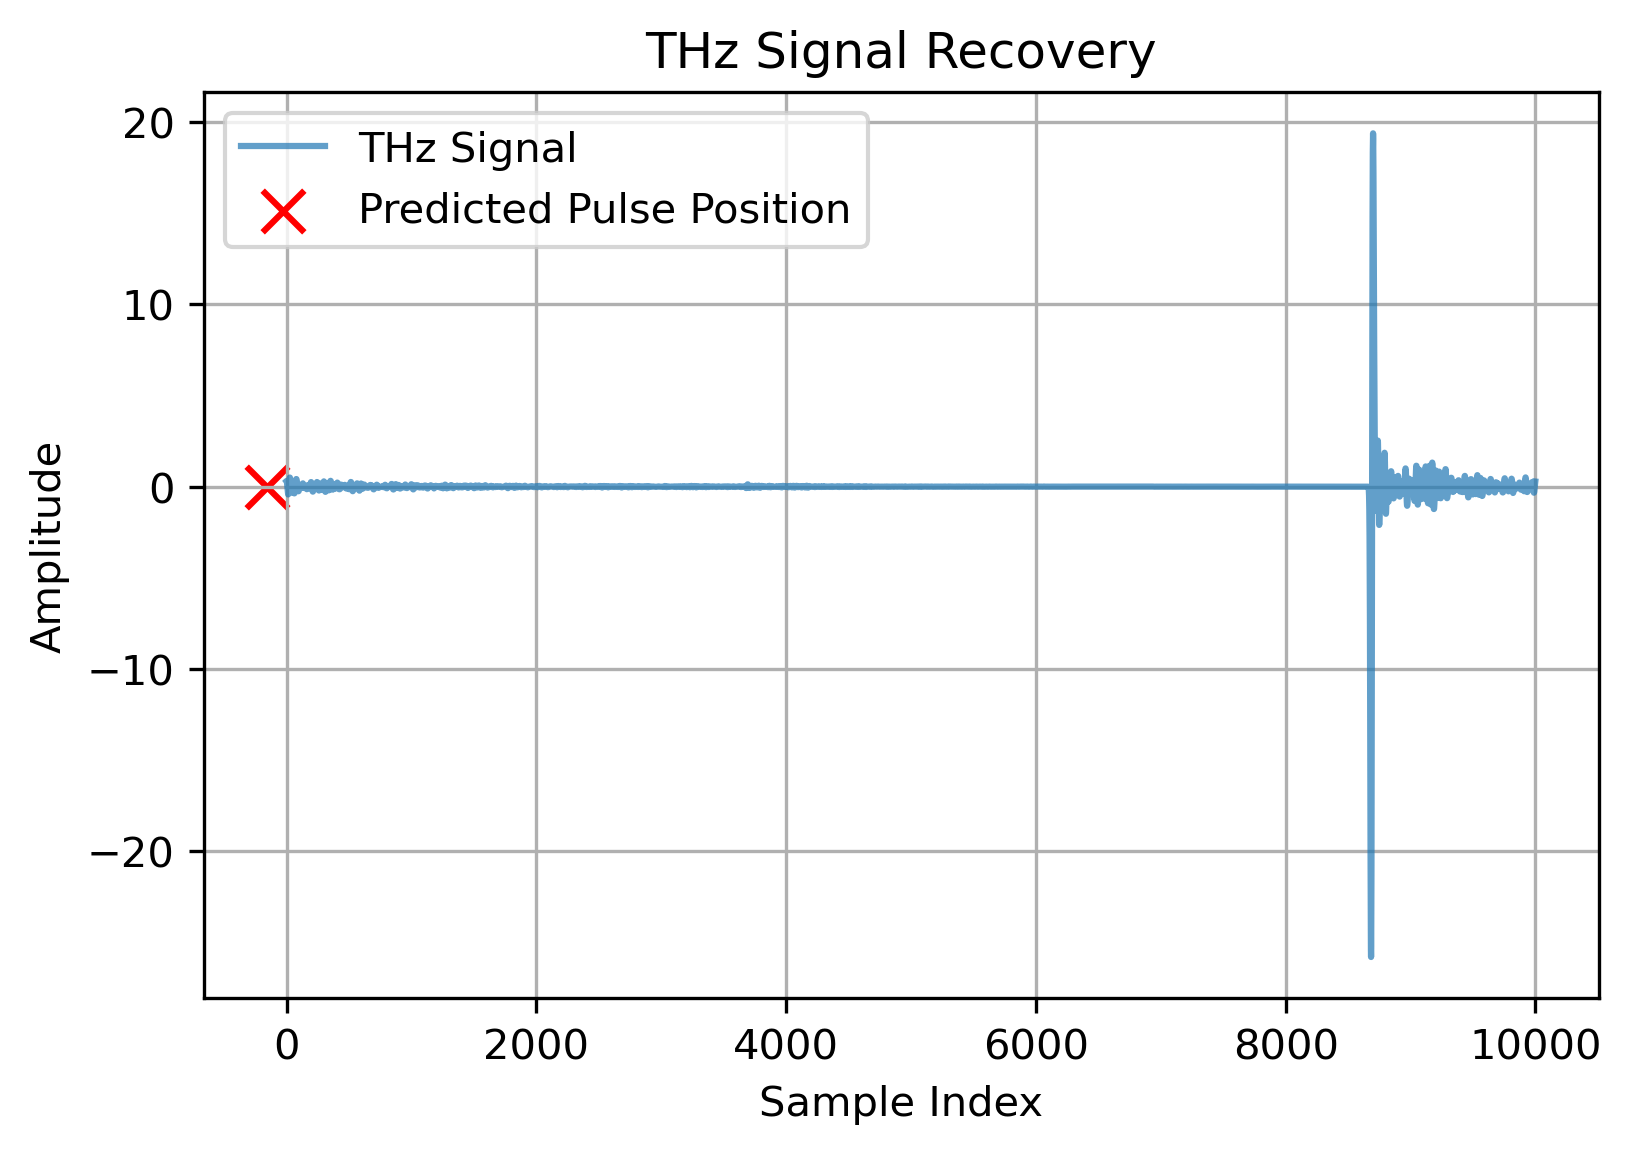 THz Signal Recovery
THz Signal
Predicted Pulse Position
20
10
0
−10
−20
Amplitude
0 2000 4000 6000 8000 10000
Sample Index